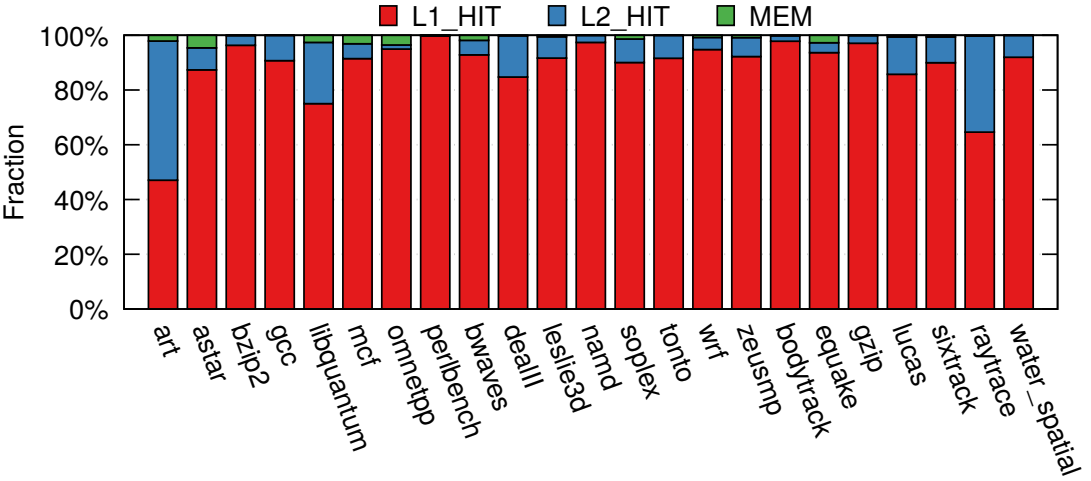 L1_HIT L2_HIT MEM
100%
80%
60%
40%
20%
0%
Fraction
art
astar
bzip2
gcc
libquantum
mcf
omnetpp
perlbench
bwaves
dealII
leslie3d
namd
soplex
tonto
wrf
zeusmp
bodytrack
equake
gzip
lucas
sixtrack
raytrace
water_spatial